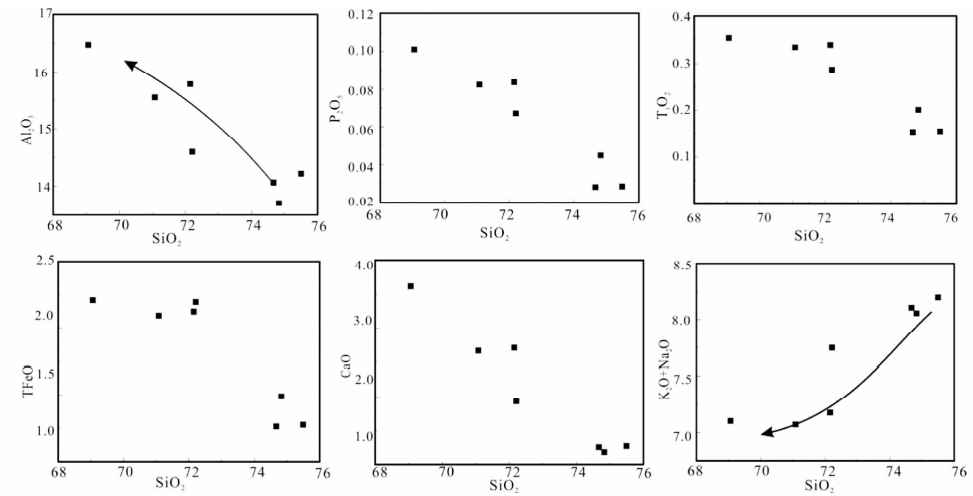 17
16
15
14
Al₂O₃
68 70 72 74 76
SiO₂
0.12
0.10
0.08
0.06
0.04
0.02
P₂O₅
68 70 72 74 76
SiO₂
0.4
0.3
0.2
0.1
TiO₂
68 70 72 74 76
SiO₂
2.5
2.0
1.5
1.0
TFeO
68 70 72 74 76
SiO₂
4.0
3.0
2.0
1.0
CaO
68 70 72 74 76
SiO₂
8.5
8.0
7.5
7.0
K₂O+Na₂O
68 70 72 74 76
SiO₂